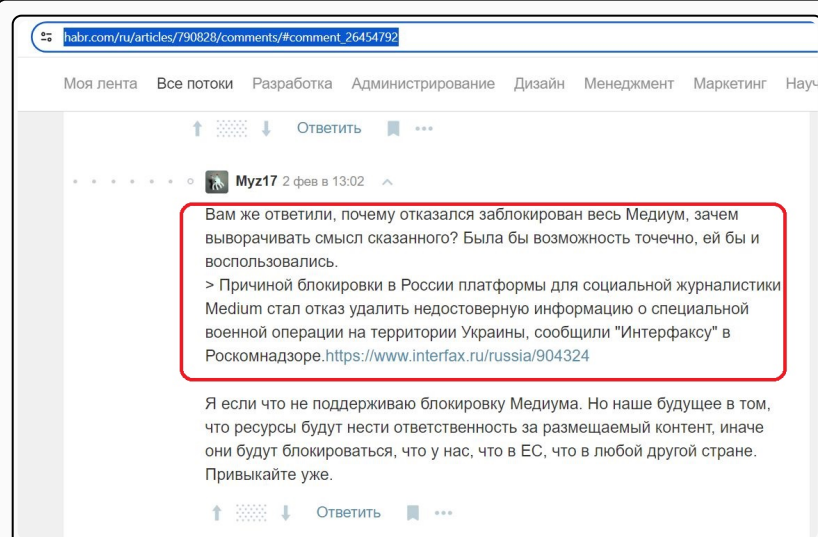 habr.com/ru/articles/790828/comments/#comment_26454792
Моя лента Все потоки Разработка Администрирование Дизайн Менеджмент Маркетинг Науч
Ответить
Myz17 2 фев в 13:02
Вам же ответили, почему отказался заблокирован весь Медиум, зачем
выворачивать смысл сказанного? Была бы возможность точечно, ей бы и
воспользовались.
> Причиной блокировки в России платформы для социальной журналистики
Medium стал отказ удалить недостоверную информацию о специальной
военной операции на территории Украины, сообщили "Интерфаксу" в
Роскомнадзоре.https://www.interfax.ru/russia/904324
Я если что не поддерживаю блокировку Медиума. Но наше будущее в том,
что ресурсы будут нести ответственность за размещаемый контент, иначе
они будут блокироваться, что у нас, что в ЕС, что в любой другой стране.
Привыкайте уже.
Ответить